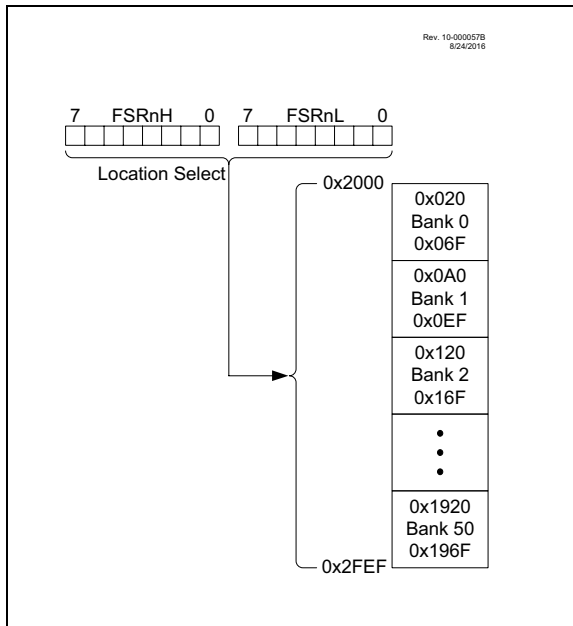 Rev. 10-000057B
8/24/2016
7 FSRnH 0 7 FSRnL 0
Location Select
0x2000
0x020
Bank 0
0x06F
0x0A0
Bank 1
0x0EF
0x120
Bank 2
0x16F
0x1920
Bank 50
0x196F
0x2FEF